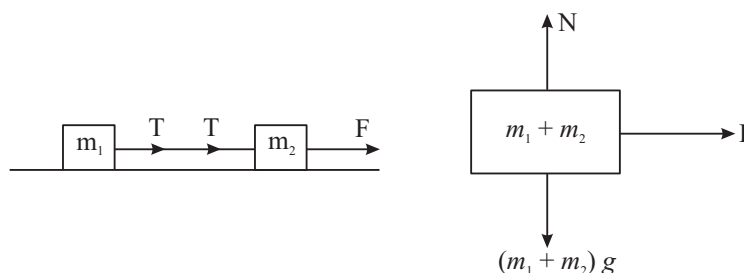 T T F
m₁ m₂
N
m₁ + m₂
(m₁ + m₂) g